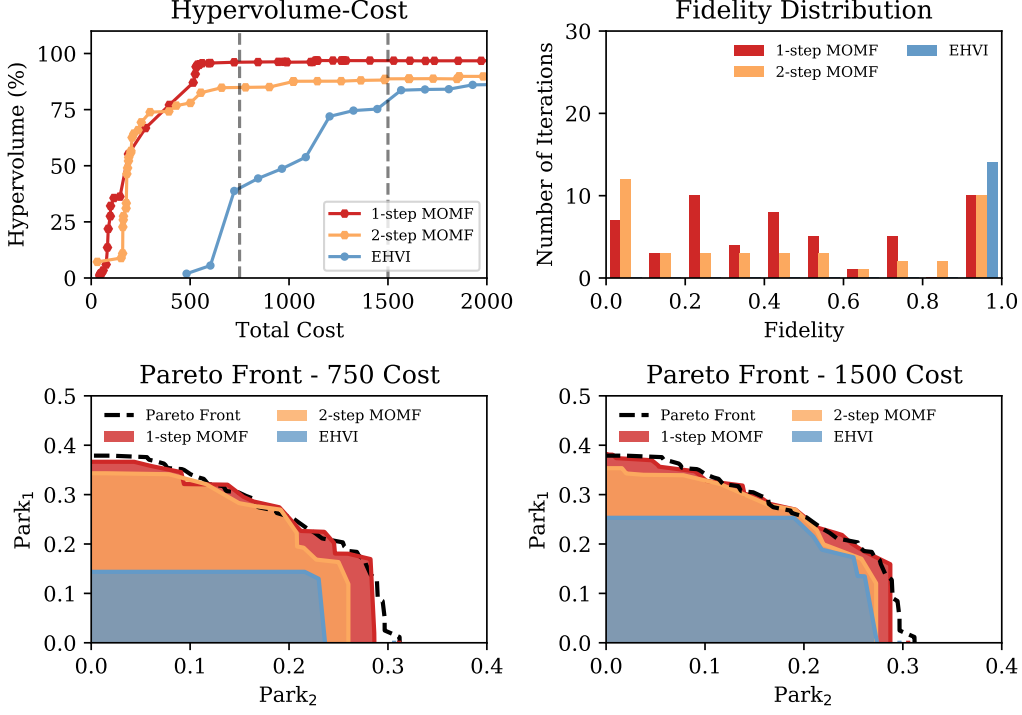 Hypervolume-Cost
Hypervolume (%)
100
75
50
25
0
1-step MOMF
2-step MOMF
EHVI
0 500 1000 1500 2000
Total Cost
Fidelity Distribution
Number of Iterations
30
20
10
0
1-step MOMF EHVI
2-step MOMF
0.0 0.2 0.4 0.6 0.8 1.0
Fidelity
Pareto Front - 750 Cost
Park₁
0.5
0.4
0.3
0.2
0.1
0.0
Pareto Front 2-step MOMF
1-step MOMF EHVI
0.0 0.1 0.2 0.3 0.4
Park₂
Pareto Front - 1500 Cost
Park₁
0.5
0.4
0.3
0.2
0.1
0.0
Pareto Front 2-step MOMF
1-step MOMF EHVI
0.0 0.1 0.2 0.3 0.4
Park₂